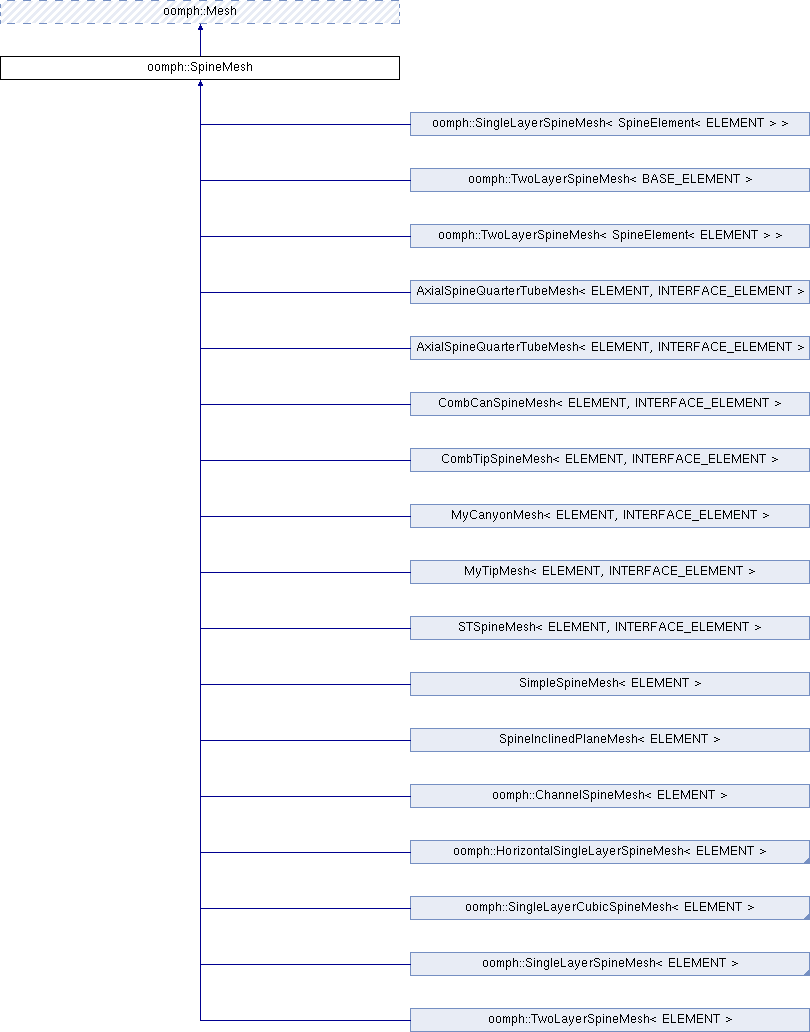 oomph::Mesh
oomph::SpineMesh
oomph::SingleLayerSpineMesh< SpineElement< ELEMENT > >
oomph::TwoLayerSpineMesh< BASE_ELEMENT >
oomph::TwoLayerSpineMesh< SpineElement< ELEMENT > >
AxialSpineQuarterTubeMesh< ELEMENT, INTERFACE_ELEMENT >
AxialSpineQuarterTubeMesh< ELEMENT, INTERFACE_ELEMENT >
CombCanSpineMesh< ELEMENT, INTERFACE_ELEMENT >
CombTipSpineMesh< ELEMENT, INTERFACE_ELEMENT >
MyCanyonMesh< ELEMENT, INTERFACE_ELEMENT >
MyTipMesh< ELEMENT, INTERFACE_ELEMENT >
STSpineMesh< ELEMENT, INTERFACE_ELEMENT >
SimpleSpineMesh< ELEMENT >
SpineInclinedPlaneMesh< ELEMENT >
oomph::ChannelSpineMesh< ELEMENT >
oomph::HorizontalSingleLayerSpineMesh< ELEMENT >
oomph::SingleLayerCubicSpineMesh< ELEMENT >
oomph::SingleLayerSpineMesh< ELEMENT >
oomph::TwoLayerSpineMesh< ELEMENT >